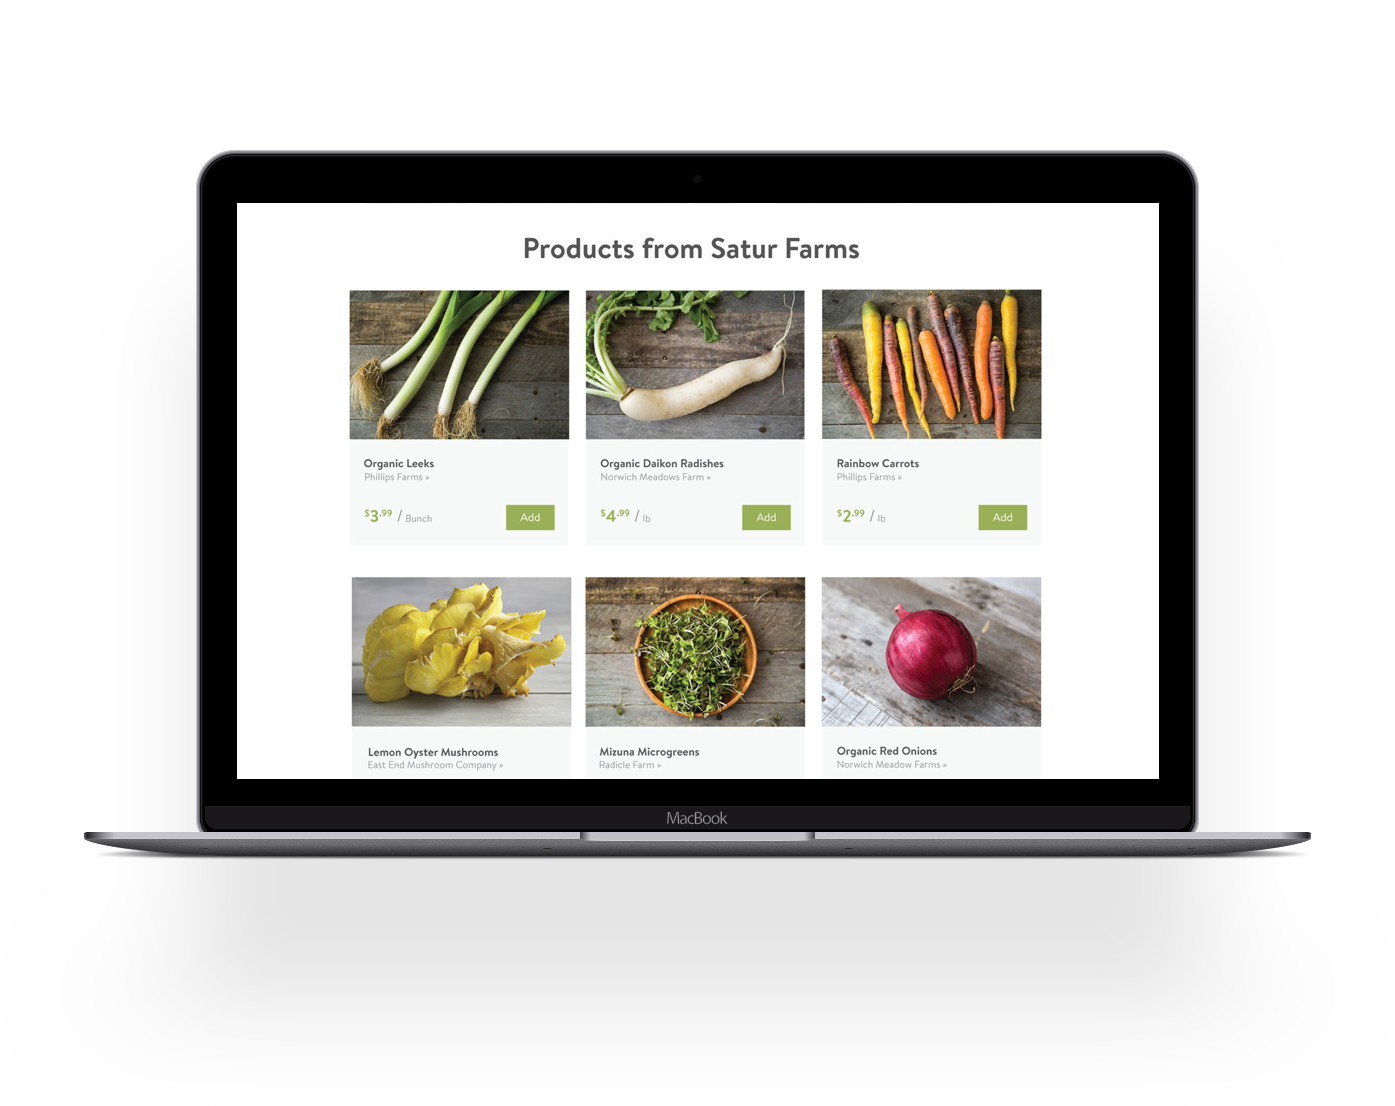 Products from Satur Farms
Organic Leeks
Phillips Farms »
$3.99 / Bunch
Add
Organic Daikon Radishes
Norwich Meadows Farm »
$4.99 / lb
Add
Rainbow Carrots
Phillips Farms »
$2.99 / lb
Add
Lemon Oyster Mushrooms
East End Mushroom Company »
Mizuna Microgreens
Radicle Farm »
Organic Red Onions
Norwich Meadow Farms »
MacBook